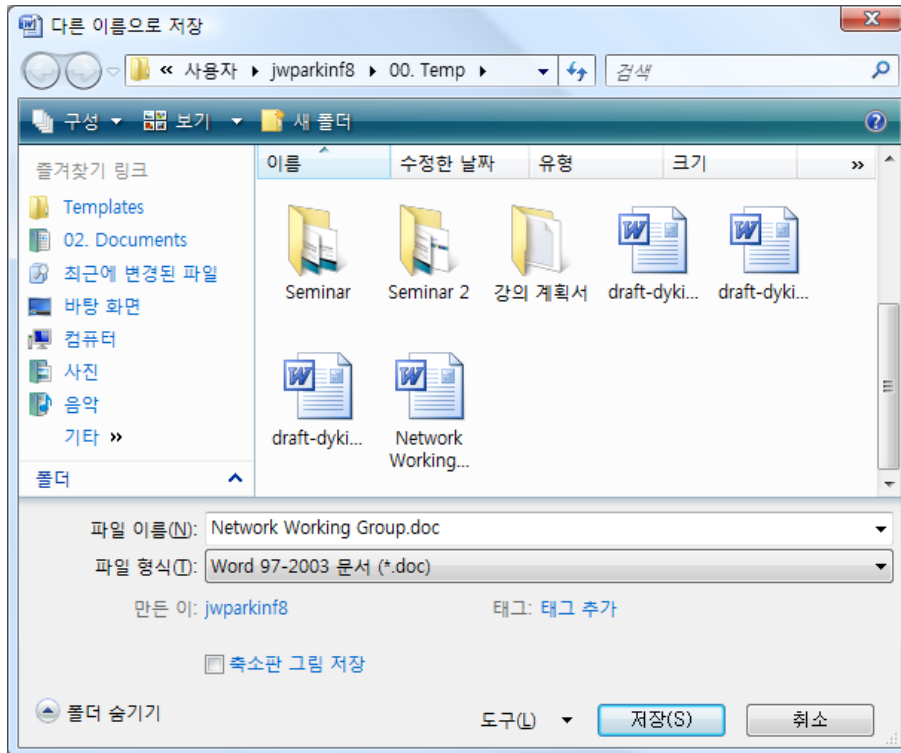 다른 이름으로 저장
« 사용자 ▸ jwparkinf8 ▸ 00. Temp ▸
검색
구성 보기 새 폴더
즐겨찾기 링크
Templates
02. Documents
최근에 변경된 파일
바탕 화면
컴퓨터
사진
음악
기타 »
폴더
이름 수정한 날짜 유형 크기 »
Seminar Seminar 2 강의 계획서 draft-dyki... draft-dyki...
draft-dyki... Network
Working...
파일 이름(N): Network Working Group.doc
파일 형식(T): Word 97-2003 문서 (*.doc)
만든 이: jwparkinf8 태그: 태그 추가
축소판 그림 저장
폴더 숨기기 도구(L) 저장(S) 취소